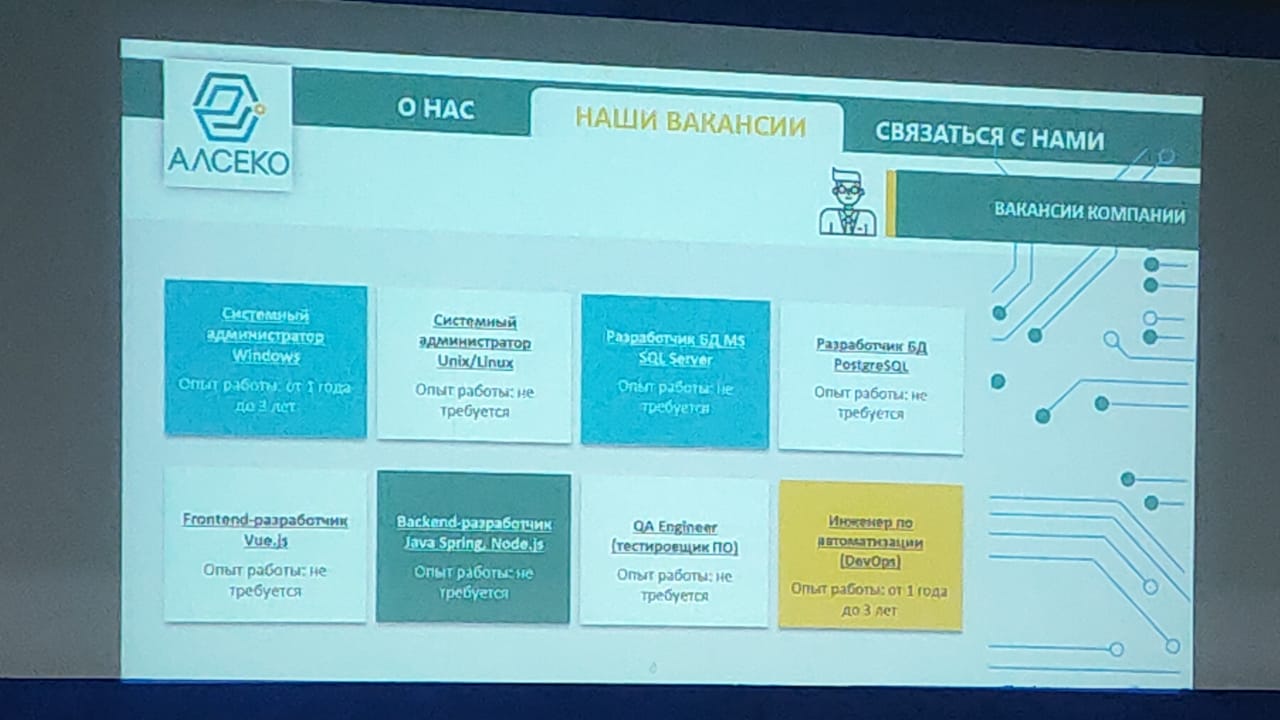 АЛСЕКО
О НАС
НАШИ ВАКАНСИИ
СВЯЗАТЬСЯ С НАМИ
ВАКАНСИИ КОМПАНИИ
Системный
администратор
Windows
Опыт работы: от 1 года
до 3 лет
Системный
администратор
Unix/Linux
Опыт работы: не
требуется
Разработчик БД MS
SQL Server
Опыт работы: не
требуется
Разработчик БД
PostgreSQL
Опыт работы: не
требуется
Frontend-разработчик
Vue.js
Опыт работы: не
требуется
Backend-разработчик
Java Spring, Node.js
Опыт работы: не
требуется
QA Engineer
(тестировщик ПО)
Опыт работы: не
требуется
Инженер по
автоматизации
(DevOps)
Опыт работы: от 1 года
до 3 лет